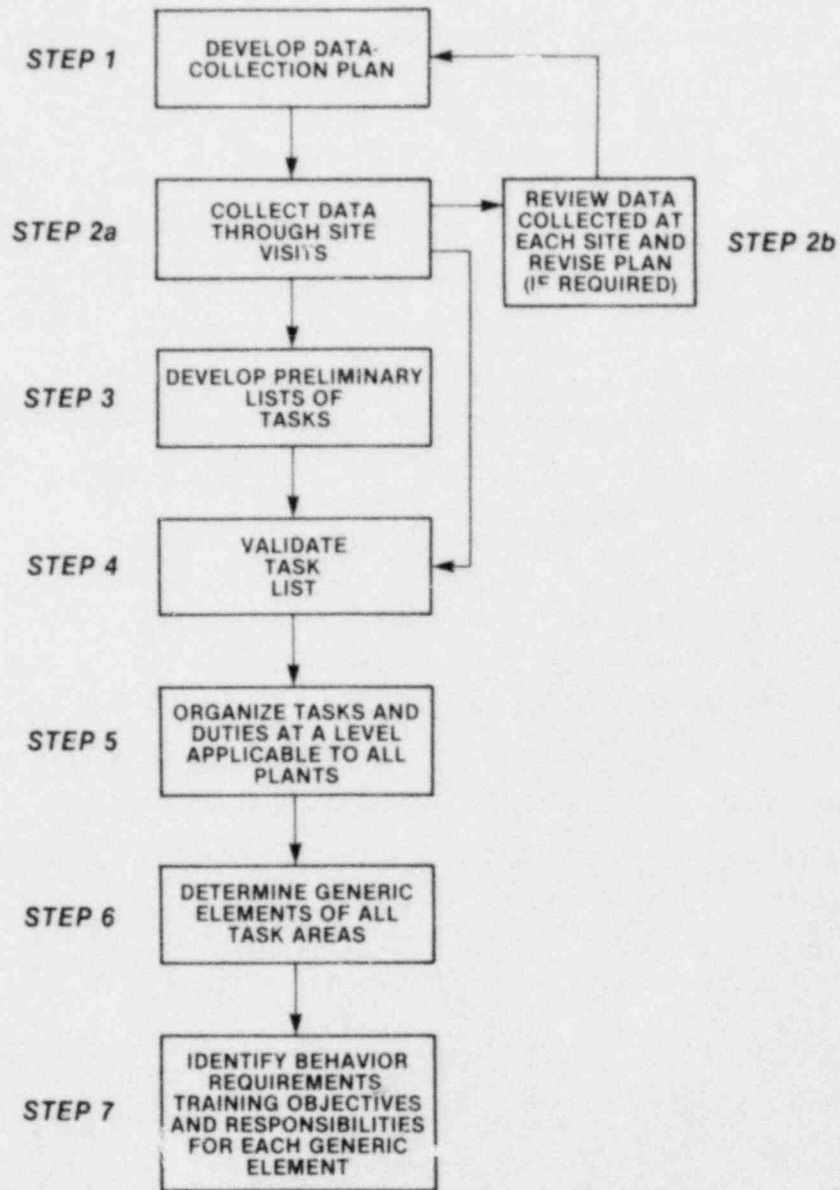 STEP 1
DEVELOP DATA-
COLLECTION PLAN
STEP 2a
COLLECT DATA
THROUGH SITE
VISITS
REVIEW DATA
COLLECTED AT
EACH SITE AND
REVISE PLAN
(IF REQUIRED)
STEP 2b
STEP 3
DEVELOP PRELIMINARY
LISTS OF
TASKS
STEP 4
VALIDATE
TASK
LIST
STEP 5
ORGANIZE TASKS AND
DUTIES AT A LEVEL
APPLICABLE TO ALL
PLANTS
STEP 6
DETERMINE GENERIC
ELEMENTS OF ALL
TASK AREAS
STEP 7
IDENTIFY BEHAVIOR
REQUIREMENTS
TRAINING OBJECTIVES
AND RESPONSIBILITIES
FOR EACH GENERIC
ELEMENT